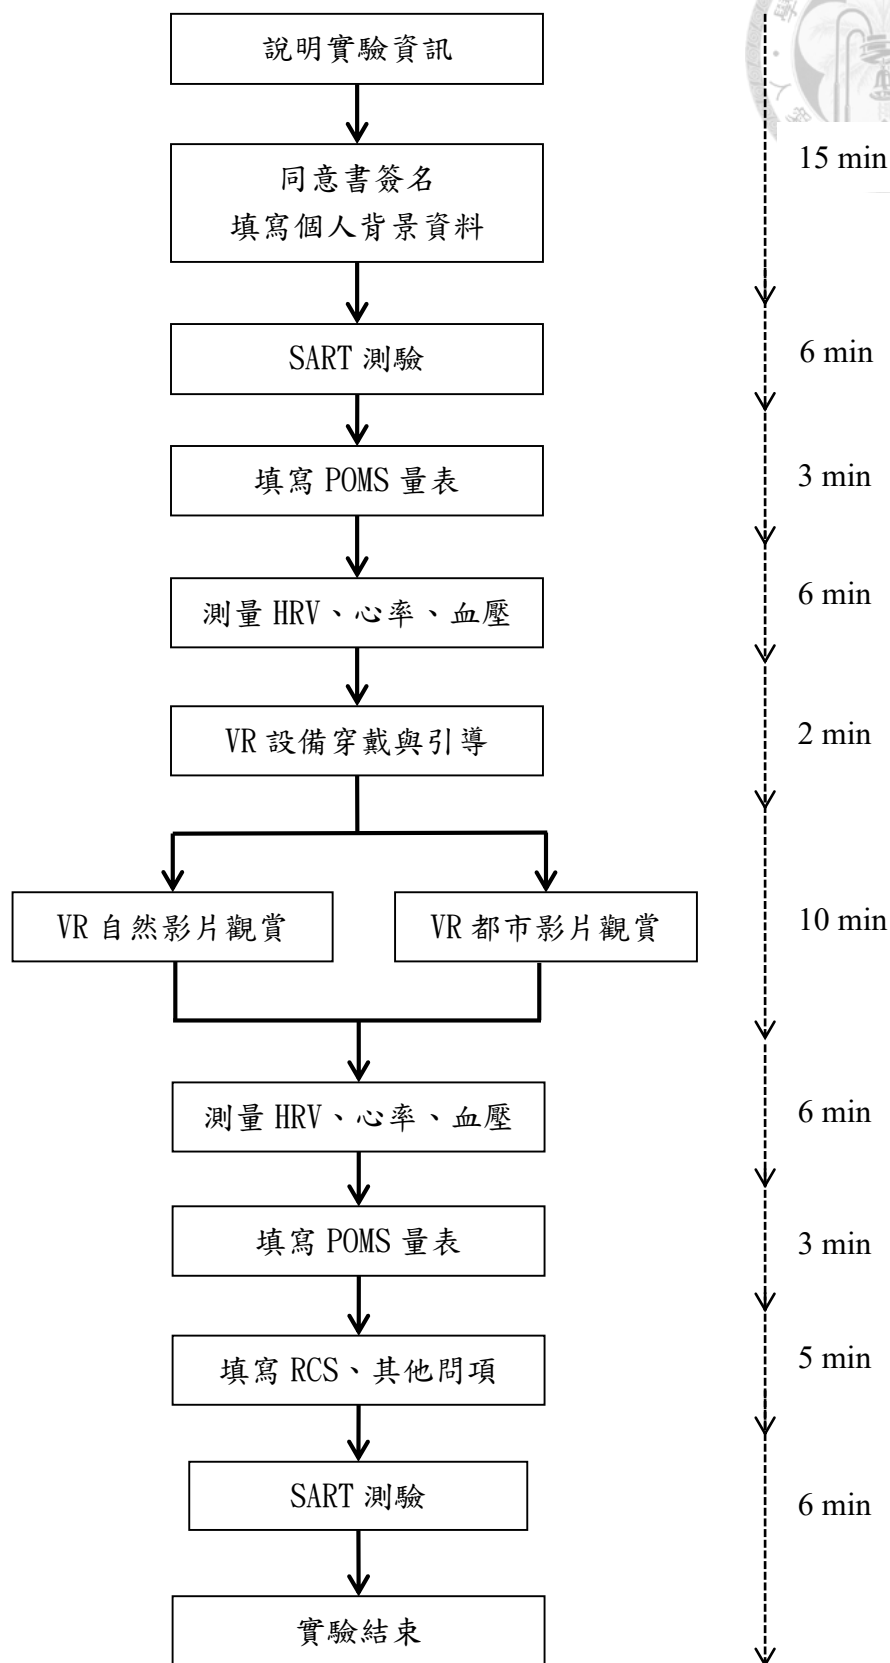 說明實驗資訊
15 min
同意書簽名
填寫個人背景資料
SART 測驗
6 min
填寫 POMS 量表
3 min
測量 HRV、心率、血壓
6 min
VR 設備穿戴與引導
2 min
VR 自然影片觀賞
VR 都市影片觀賞
10 min
測量 HRV、心率、血壓
6 min
填寫 POMS 量表
3 min
填寫 RCS、其他問項
5 min
SART 測驗
6 min
實驗結束